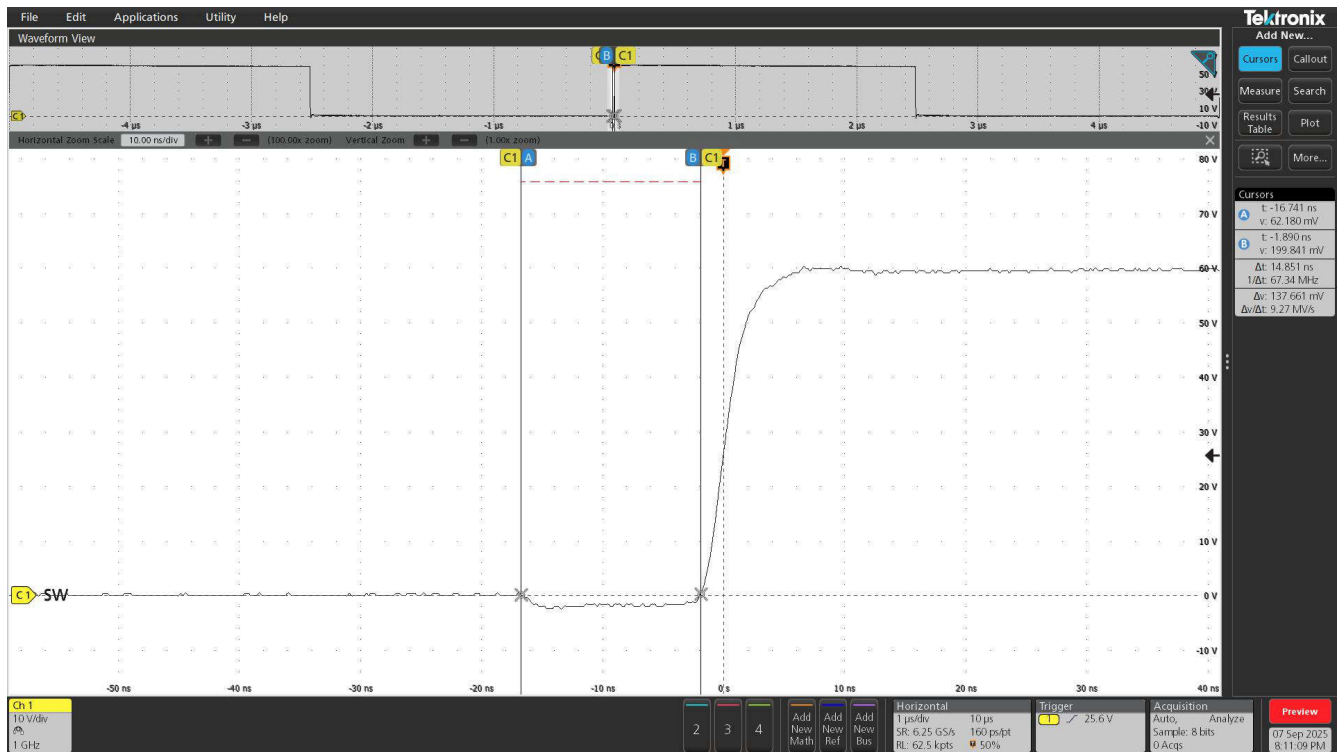 File Edit Applications Utility Help
Tektronix
Waveform View
Add New...
C B C1
Cursors Callout
50 V
30 V
Measure Search
10 V
C1
-4 µs -3 µs -2 µs -1 µs 1 µs 2 µs 3 µs 4 µs -10 V
Results Table Plot
Horizontal Zoom Scale 10.00 ns/div + − (100.00x zoom) Vertical Zoom + − (1.00x zoom)
More...
C1 A B C1 T
80 V
Cursors
A t: -16.741 ns
v: 62.180 mV
70 V
B t: -1.890 ns
v: 199.841 mV
60 V
Δt: 14.851 ns
1/Δt: 67.34 MHz
Δv: 137.661 mV
Δv/Δt: 9.27 MV/s
50 V
40 V
30 V
20 V
10 V
C1 SW
0 V
-10 V
-50 ns -40 ns -30 ns -20 ns -10 ns 0 s 10 ns 20 ns 30 ns 40 ns
Ch 1
10 V/div
1 GHz
2 3 4
Add New Math
Add New Ref
Add New Bus
Horizontal
1 µs/div 10 µs
SR: 6.25 GS/s 160 ps/pt
RL: 62.5 kpts 50%
Trigger
1 25.6 V
Acquisition
Auto, Analyze
Sample: 8 bits
0 Acqs
Preview
07 Sep 2025
8:11:09 PM